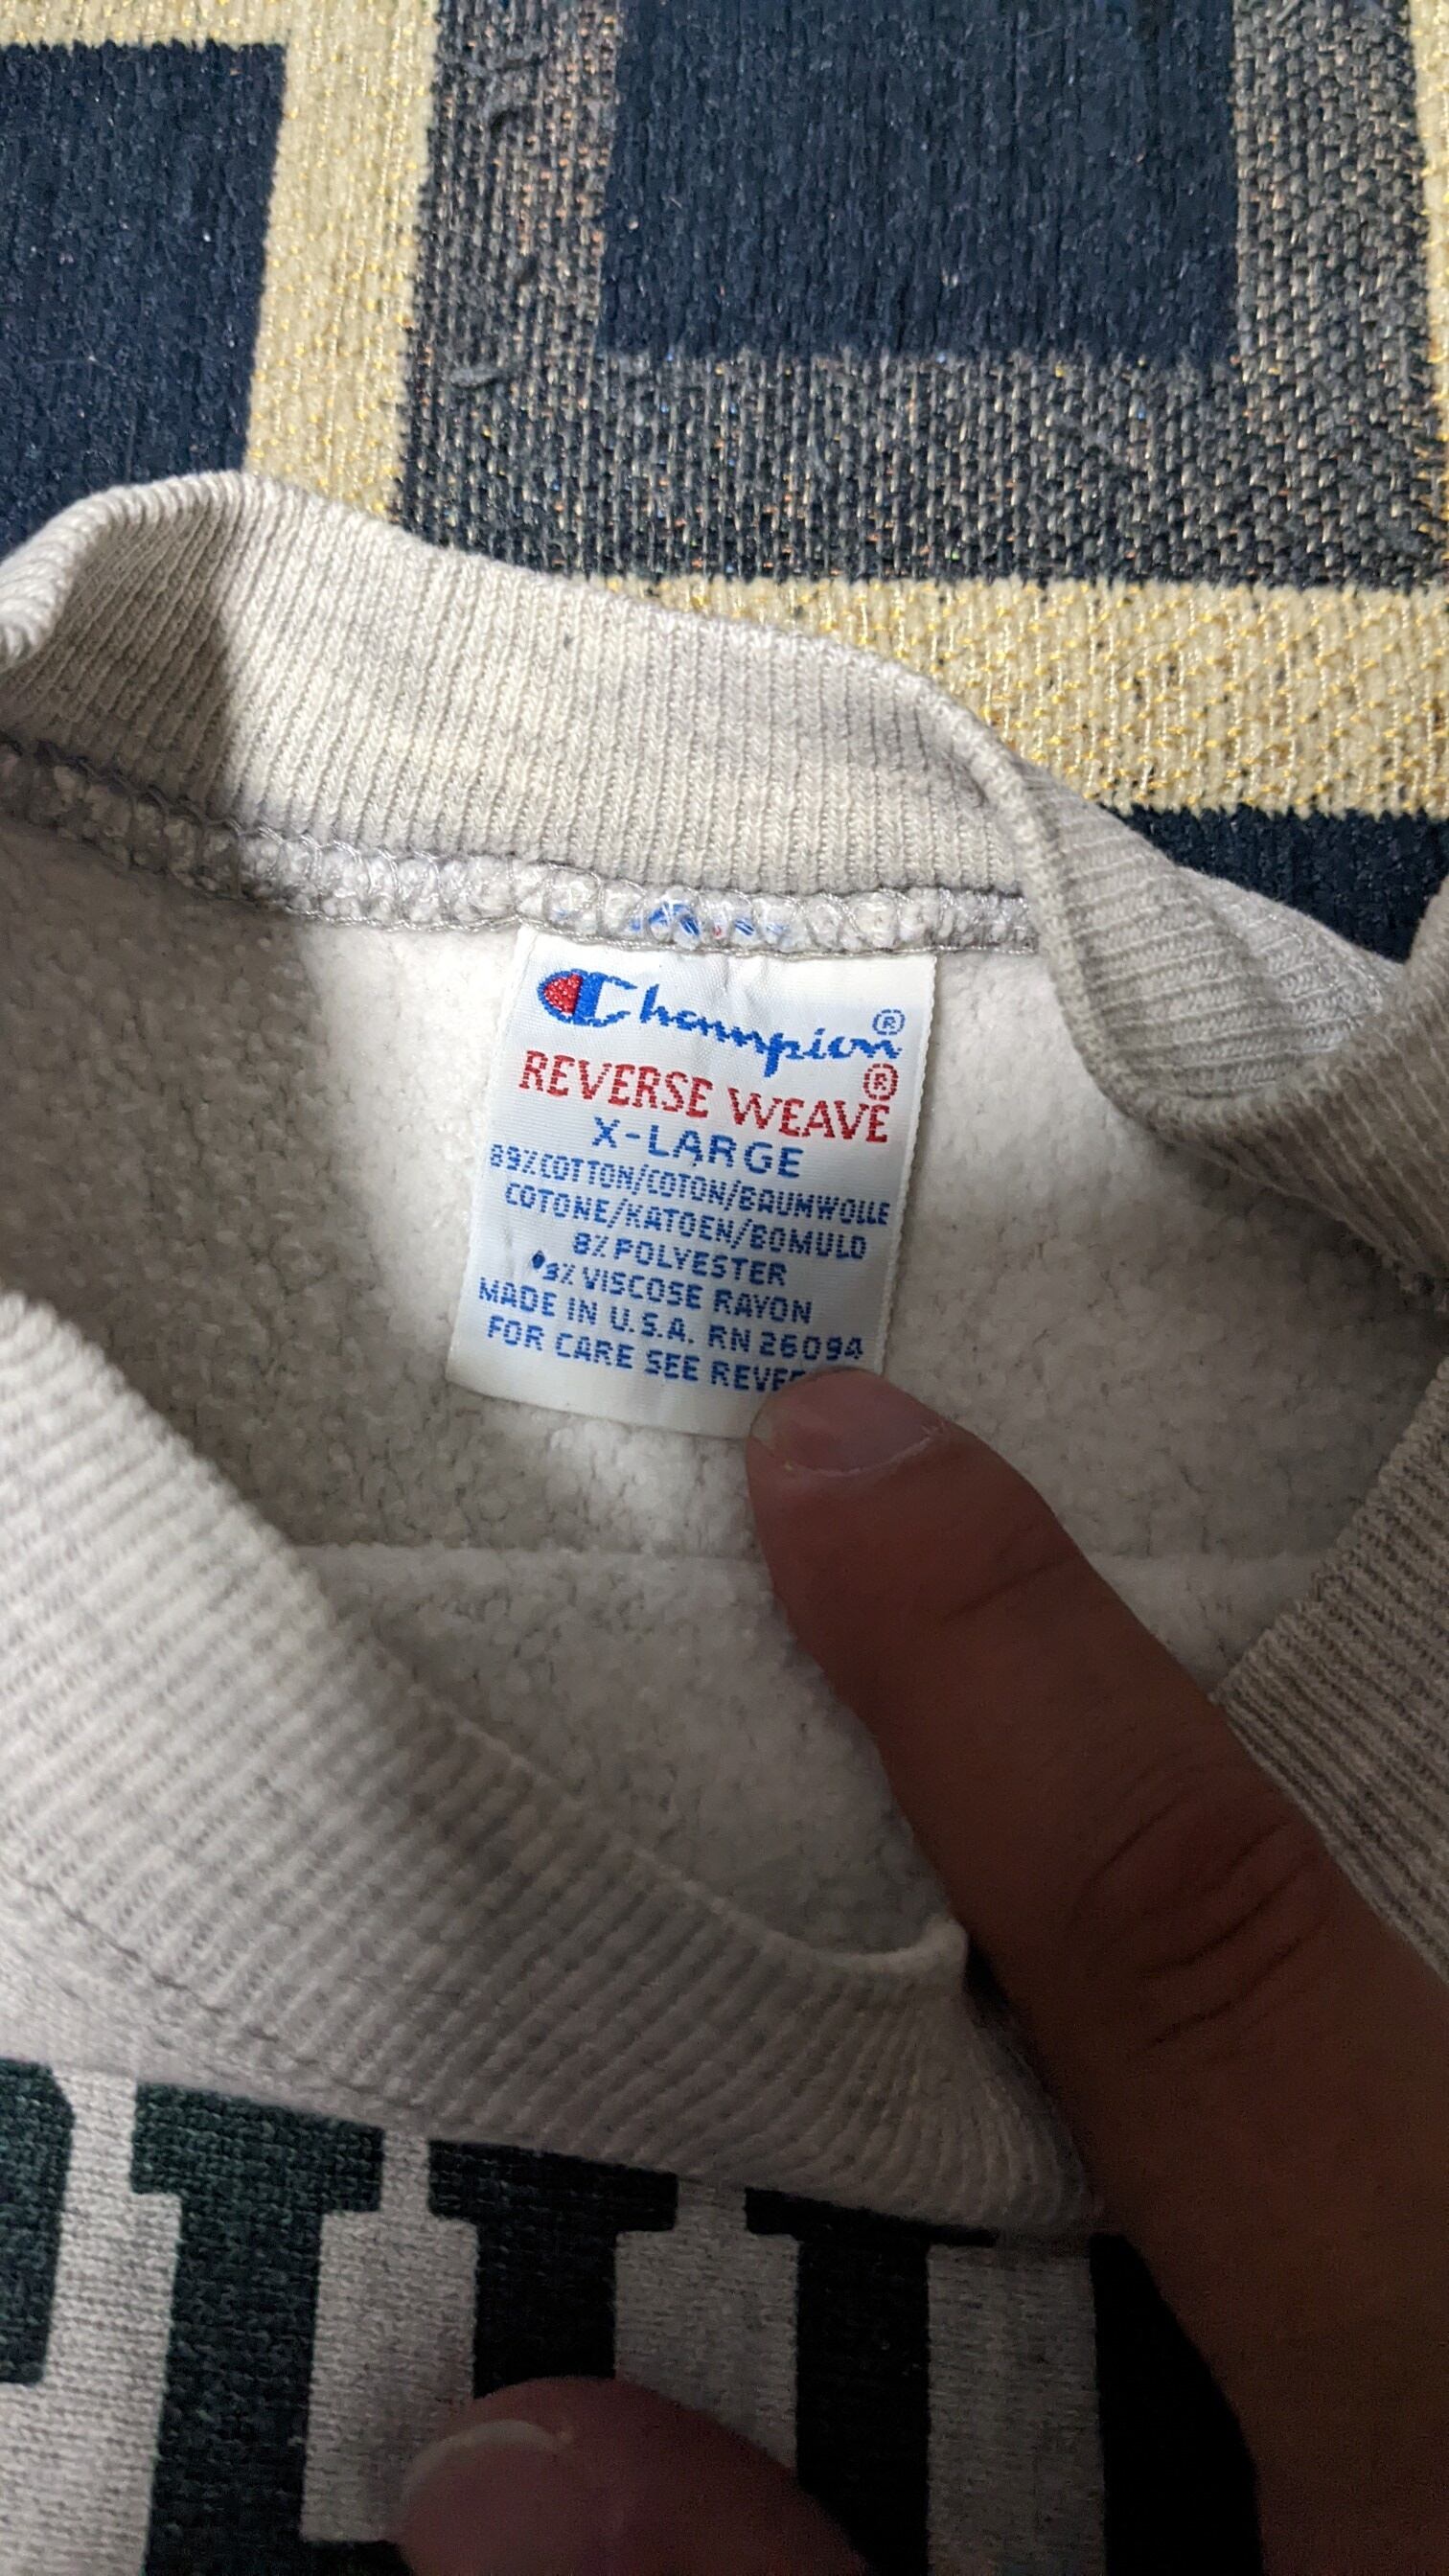 Champion®
REVERSE WEAVE®
X-LARGE
89% COTTON/COTON/BAUMWOLLE
COTONE/KATOEN/BOMULD
8% POLYESTER
3% VISCOSE RAYON
MADE IN U.S.A. RN 26094
FOR CARE SEE